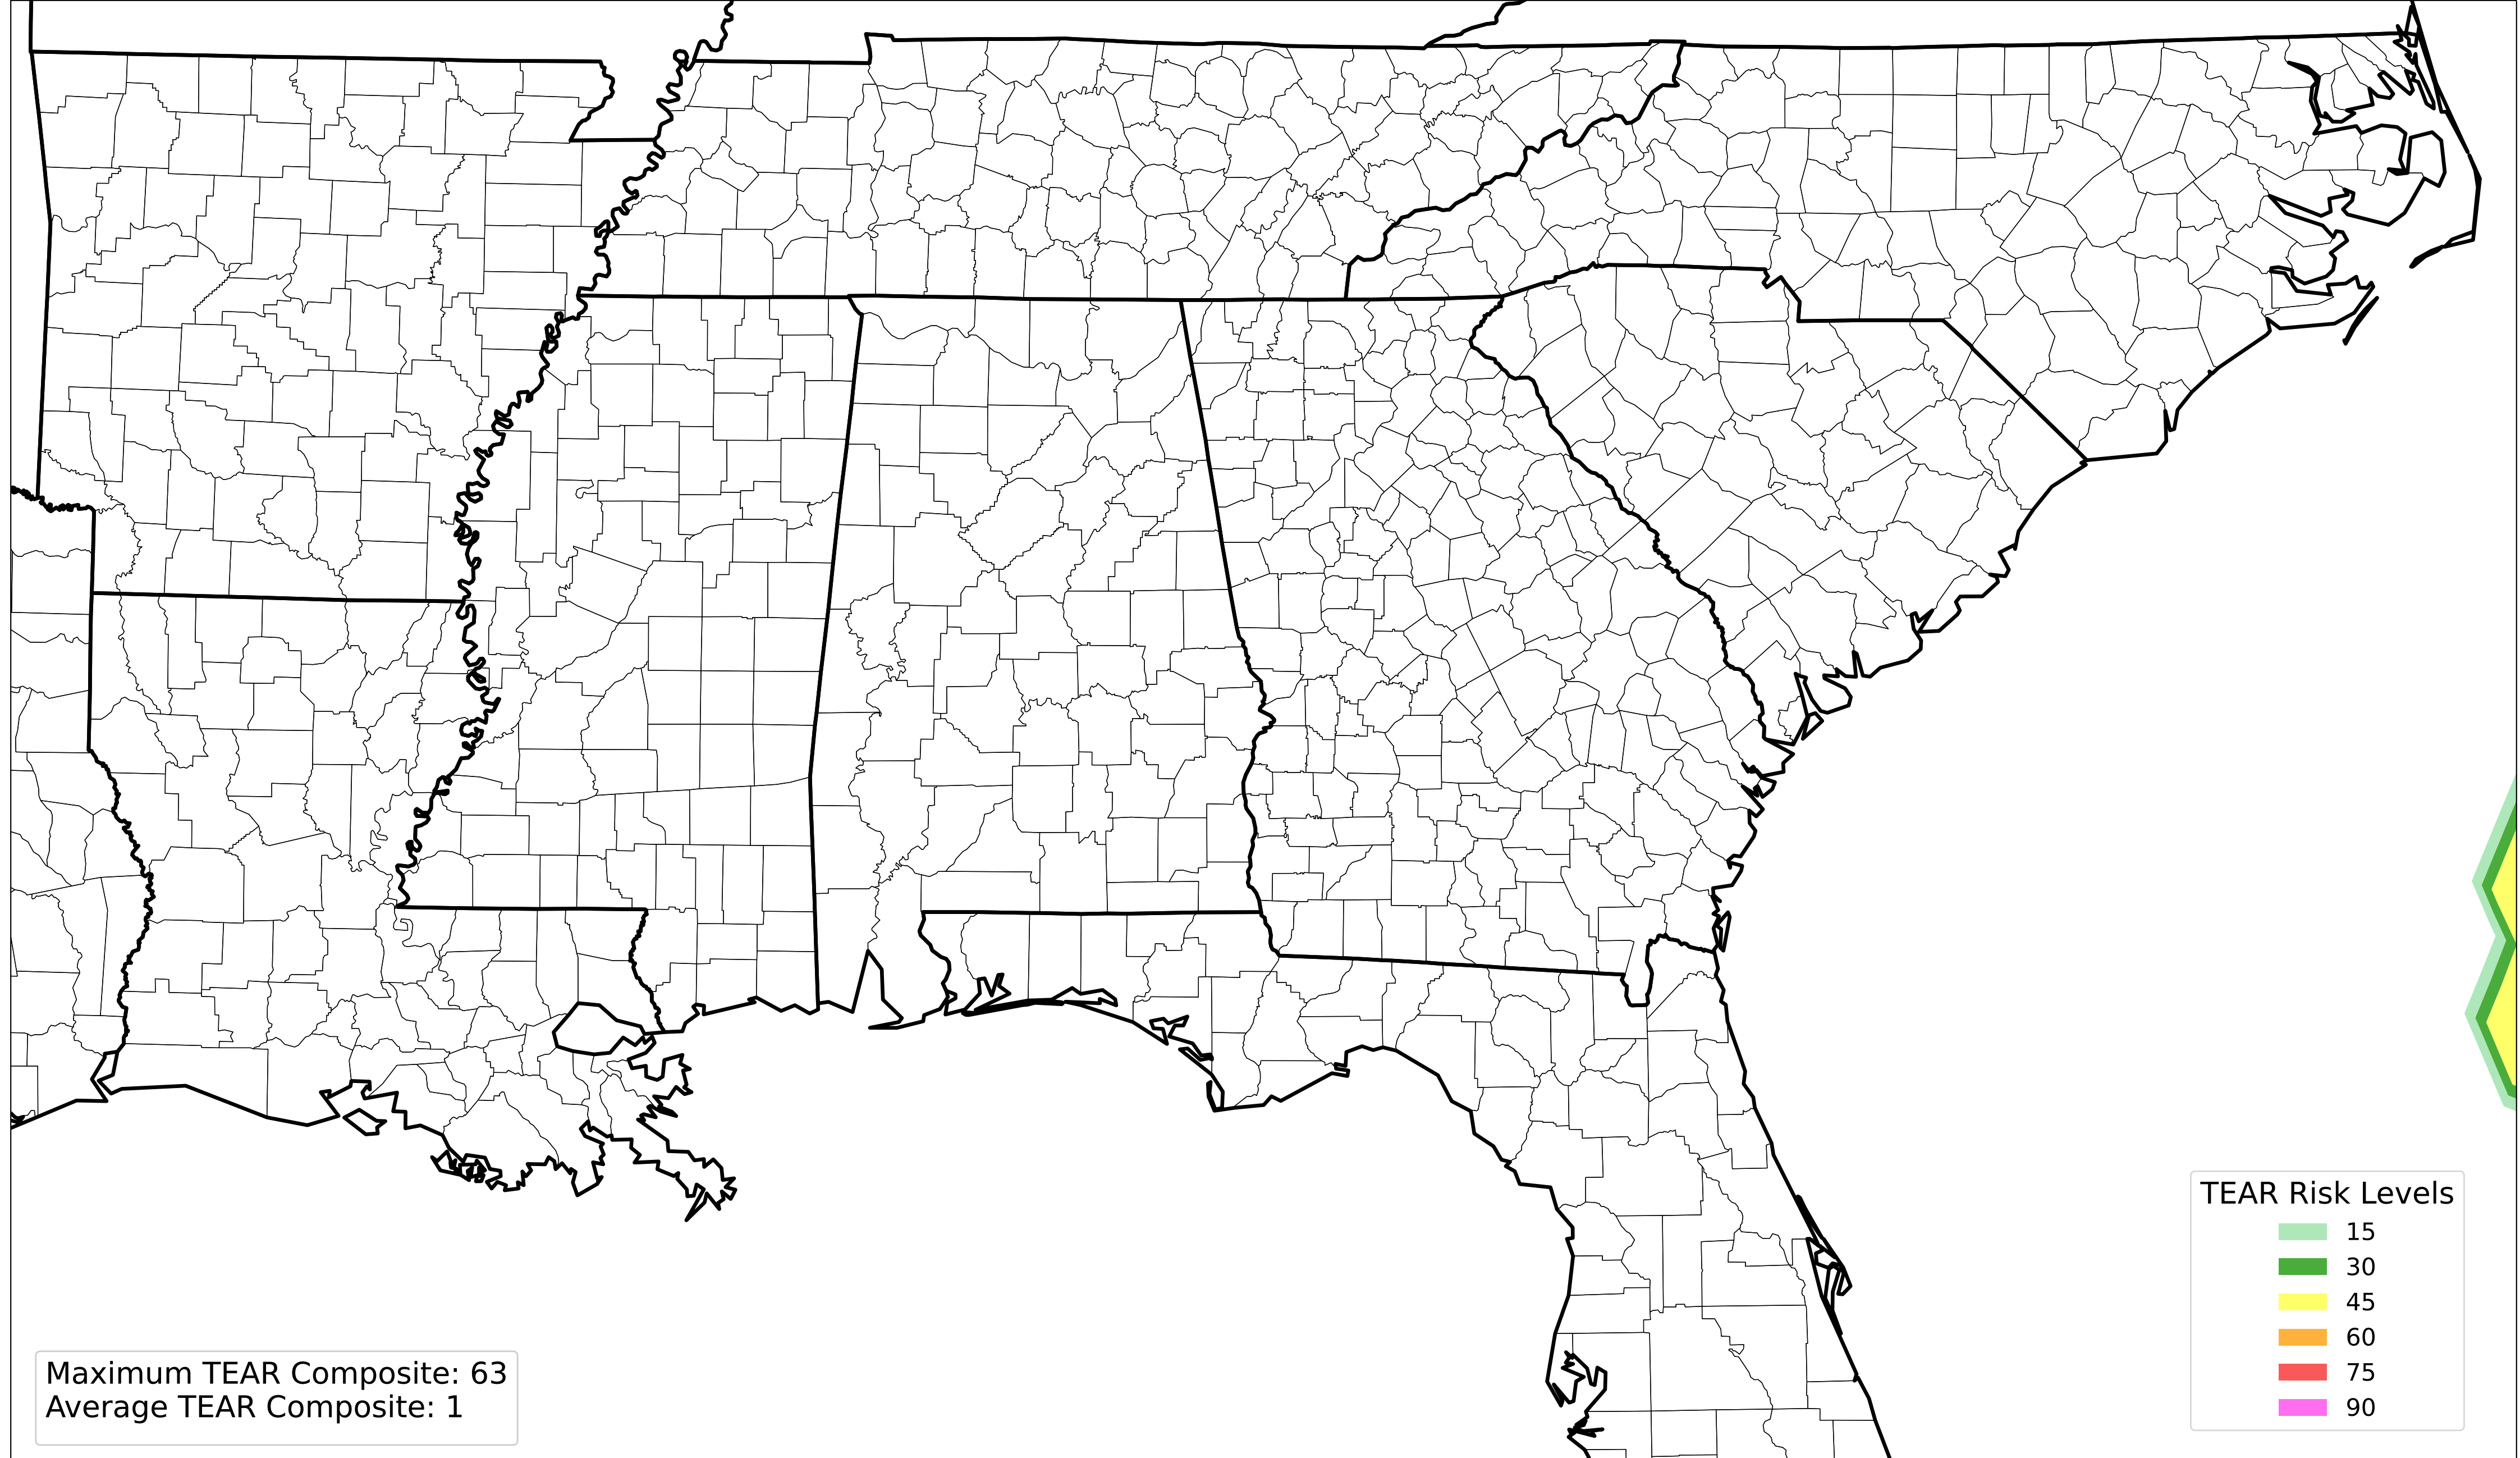 TEAR Risk Levels
15
30
45
60
75
90
Maximum TEAR Composite: 63
Average TEAR Composite: 1